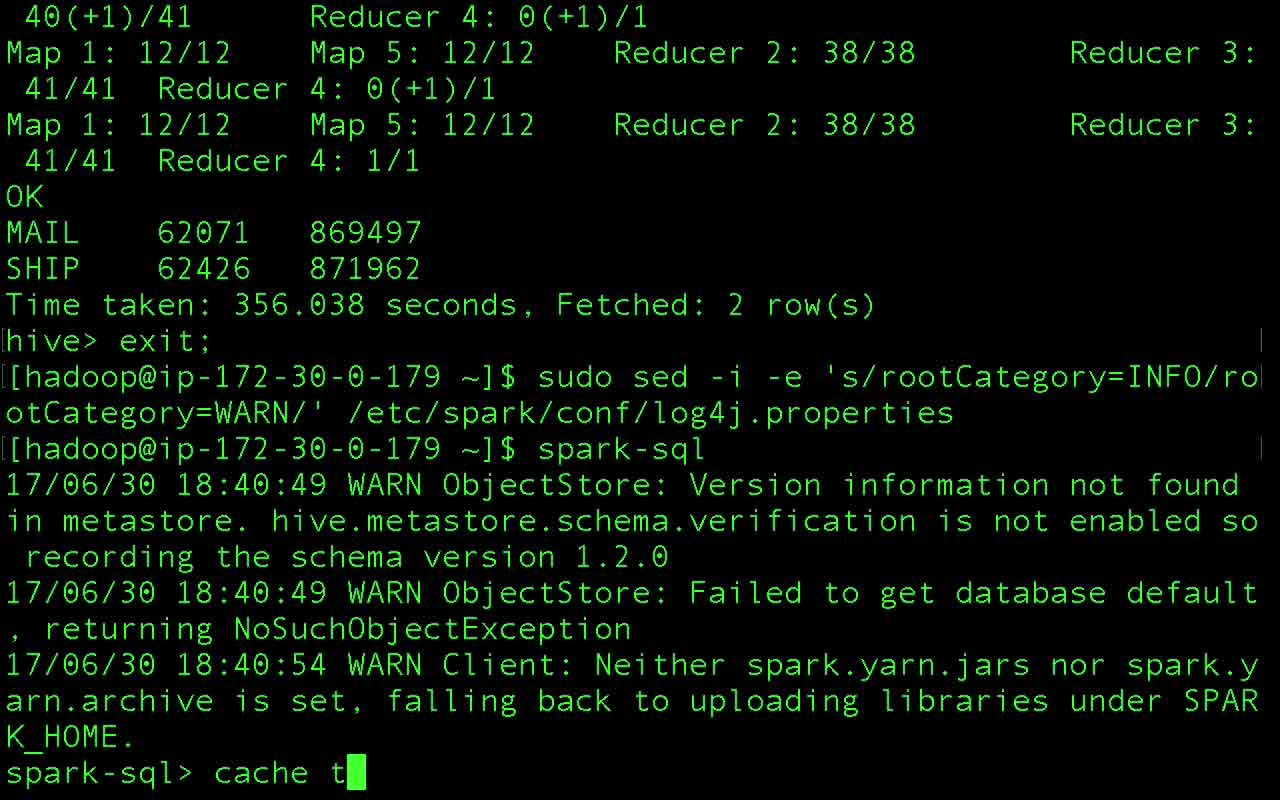 40(+1)/41 Reducer 4: 0(+1)/1
Map 1: 12/12 Map 5: 12/12 Reducer 2: 38/38 Reducer 3:
41/41 Reducer 4: 0(+1)/1
Map 1: 12/12 Map 5: 12/12 Reducer 2: 38/38 Reducer 3:
41/41 Reducer 4: 1/1
OK
MAIL 62071 869497
SHIP 62426 871962
Time taken: 356.038 seconds, Fetched: 2 row(s)
hive> exit;
[hadoop@ip-172-30-0-179 ~]$ sudo sed -i -e 's/rootCategory=INFO/ro
otCategory=WARN/' /etc/spark/conf/log4j.properties
[hadoop@ip-172-30-0-179 ~]$ spark-sql
17/06/30 18:40:49 WARN ObjectStore: Version information not found
in metastore. hive.metastore.schema.verification is not enabled so
recording the schema version 1.2.0
17/06/30 18:40:49 WARN ObjectStore: Failed to get database default
, returning NoSuchObjectException
17/06/30 18:40:54 WARN Client: Neither spark.yarn.jars nor spark.y
arn.archive is set, falling back to uploading libraries under SPAR
K_HOME.
spark-sql> cache t